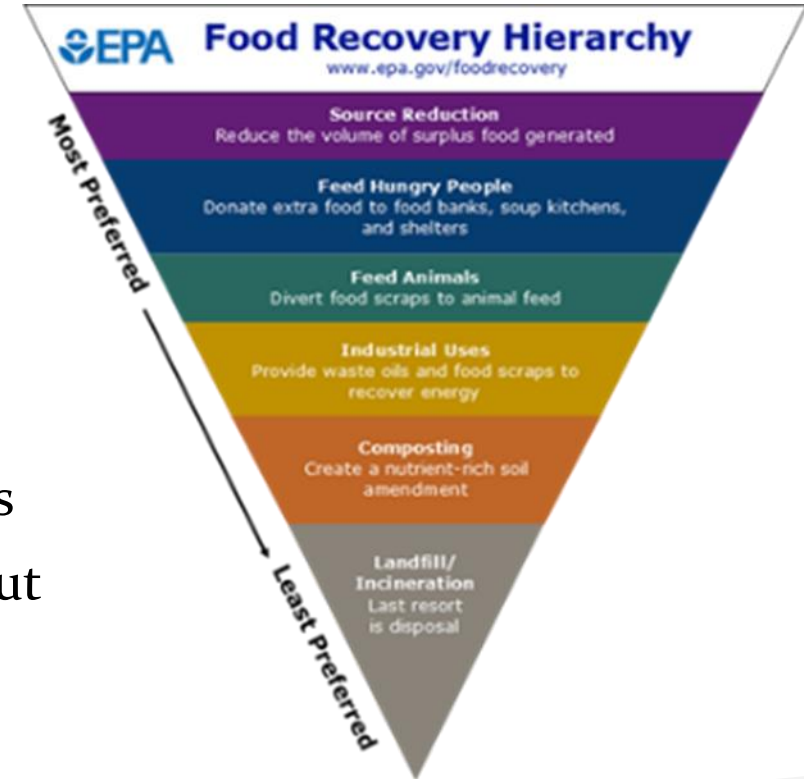 EPA Food Recovery Hierarchy
www.epa.gov/foodrecovery
Most Preferred
Source Reduction
Reduce the volume of surplus food generated
Feed Hungry People
Donate extra food to food banks, soup kitchens,
and shelters
Feed Animals
Divert food scraps to animal feed
Industrial Uses
Provide waste oils and food scraps to
recover energy
Composting
Create a nutrient-rich soil
amendment
Landfill/
Incineration
Last resort
is disposal
Least Preferred
s
ut